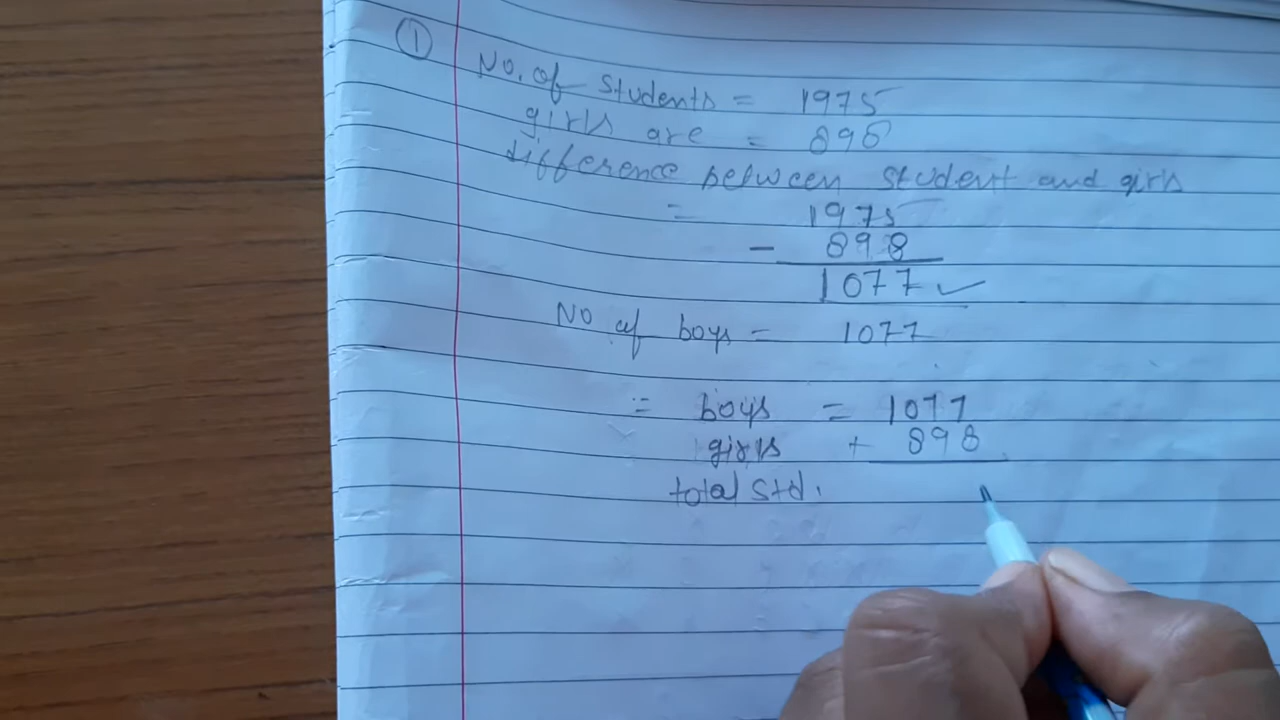 ①
No. of students = 1975
girls are = 898
difference between student and girls
= 1975
- 898
1077 ✓
No of boys = 1077
= boys = 1077
girls + 898
total std.